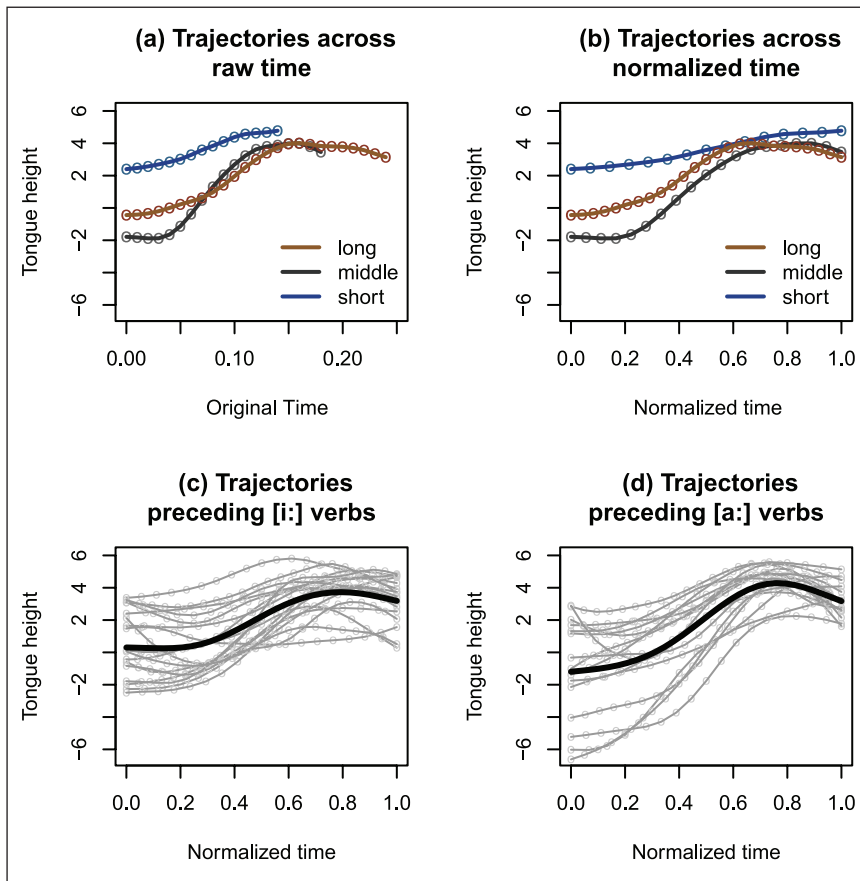 (a) Trajectories across
raw time
Tongue height
6
4
2
−2
−6
long
middle
short
0.00
0.10
0.20
Original Time
(b) Trajectories across
normalized time
Tongue height
6
4
2
−2
−6
long
middle
short
0.0
0.2
0.4
0.6
0.8
1.0
Normalized time
(c) Trajectories
preceding [i:] verbs
Tongue height
6
4
2
−2
−6
0.0
0.2
0.4
0.6
0.8
1.0
Normalized time
(d) Trajectories
preceding [a:] verbs
Tongue height
6
4
2
−2
−6
0.0
0.2
0.4
0.6
0.8
1.0
Normalized time